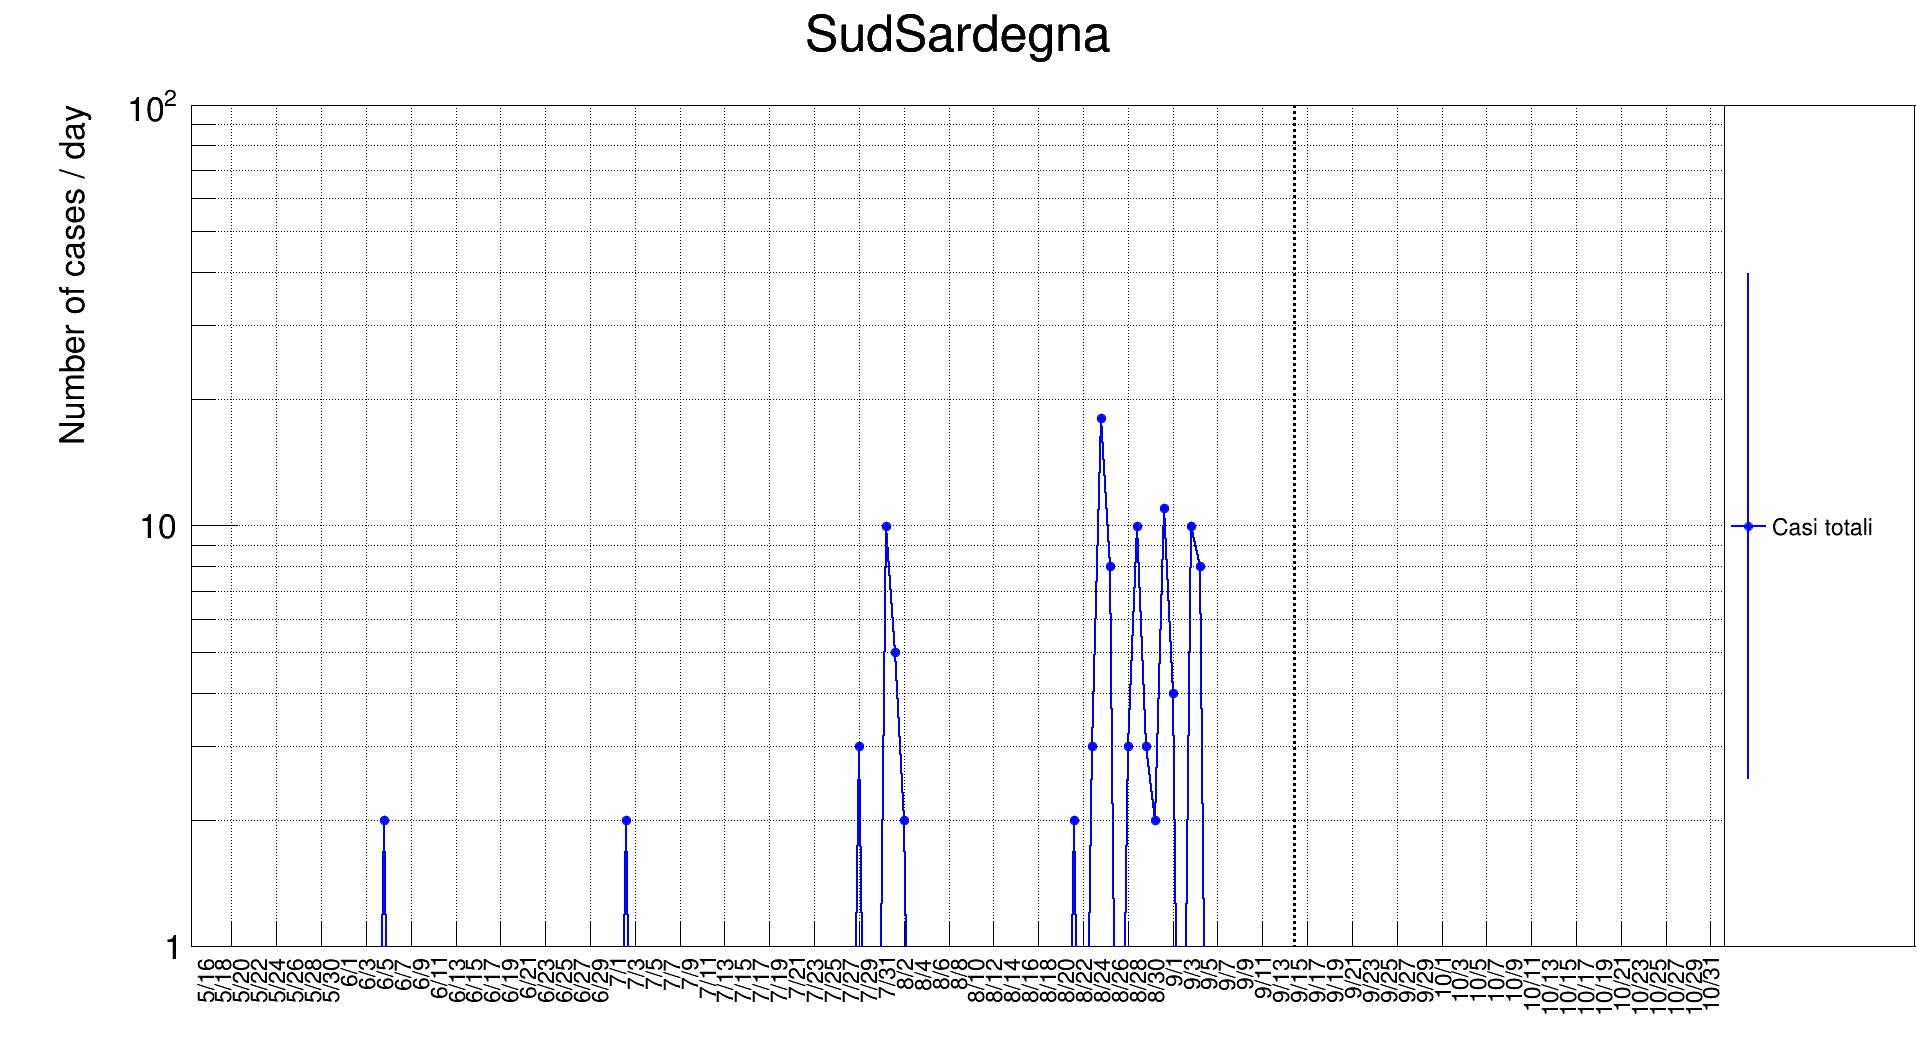 SudSardegna
Number of cases / day
10²
10
1
Casi totali
5/16 5/18 5/20 5/22 5/24 5/26 5/28 5/30 6/1 6/3 6/5 6/7 6/9 6/11 6/13 6/15 6/17 6/19 6/21 6/23 6/25 6/27 6/29 7/1 7/3 7/5 7/7 7/9 7/11 7/13 7/15 7/17 7/19 7/21 7/23 7/25 7/27 7/29 7/31 8/2 8/4 8/6 8/8 8/10 8/12 8/14 8/16 8/18 8/20 8/22 8/24 8/26 8/28 8/30 9/1 9/3 9/5 9/7 9/9 9/11 9/13 9/15 9/17 9/19 9/21 9/23 9/25 9/27 9/29 10/1 10/3 10/5 10/7 10/9 10/11 10/13 10/15 10/17 10/19 10/21 10/23 10/25 10/27 10/29 10/31